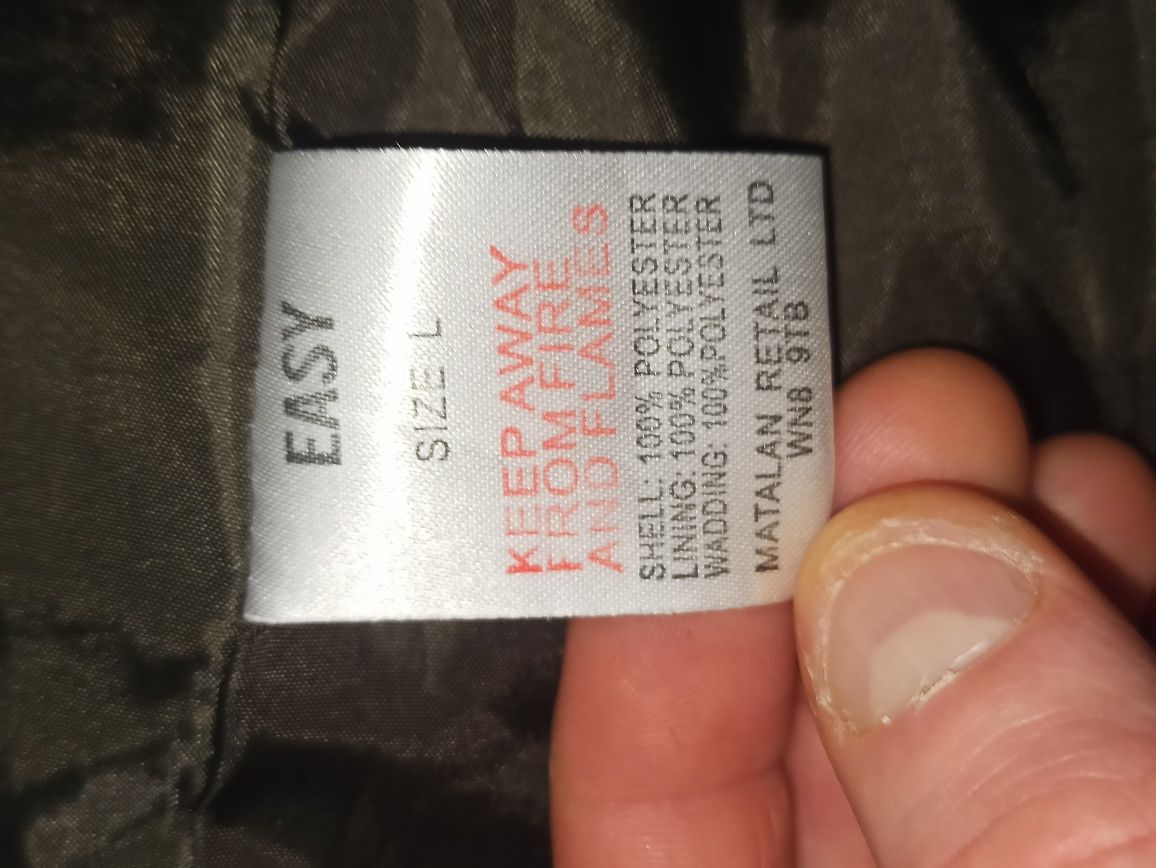 EASY
SIZE L
KEEP AWAY
FROM FIRE
AND FLAMES
SHELL: 100% POLYESTER
LINING: 100% POLYESTER
WADDING: 100%POLYESTER
MATALAN RETAIL LTD
WN8 9TB